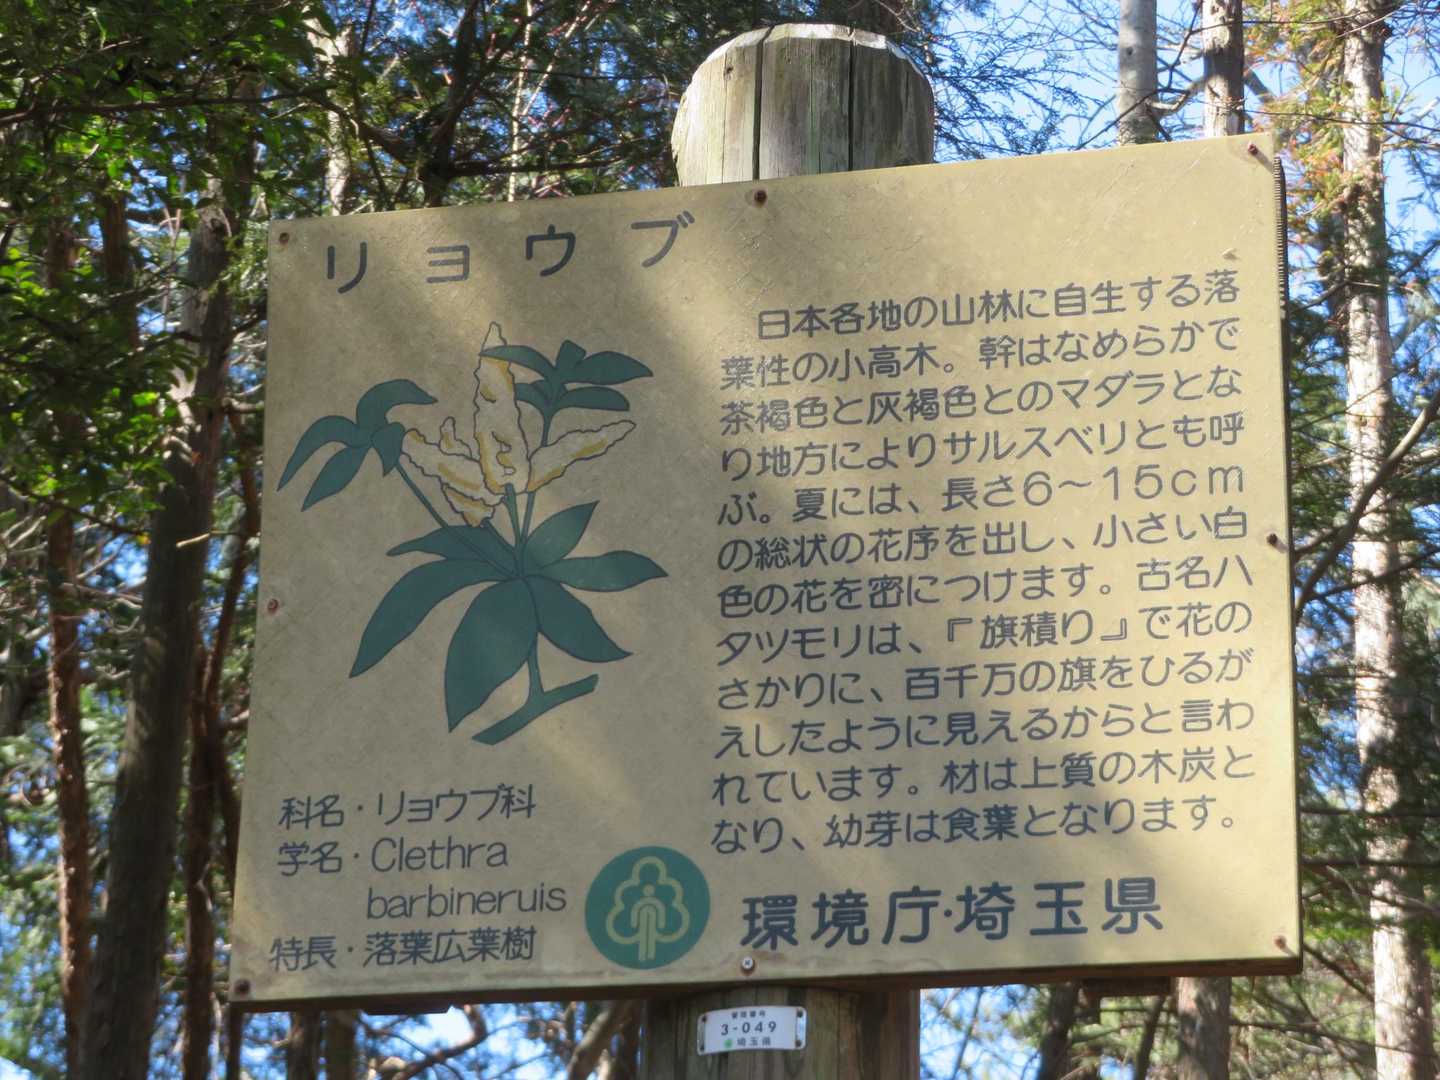 リョウブ
日本各地の山林に自生する落
葉性の小高木。幹はなめらかで
茶褐色と灰褐色とのマダラとな
り地方によりサルスベリとも呼
ぶ。夏には、長さ6～15cm
の総状の花序を出し、小さい白
色の花を密につけます。古名ハ
タツモリは、『旗積り』で花の
さかりに、百千万の旗をひるが
えしたように見えるからと言わ
れています。材は上質の木炭と
なり、幼芽は食葉となります。
科名・リョウブ科
学名・Clethra
barbineruis
特長・落葉広葉樹
環境庁・埼玉県
管理番号
3-049
埼玉県